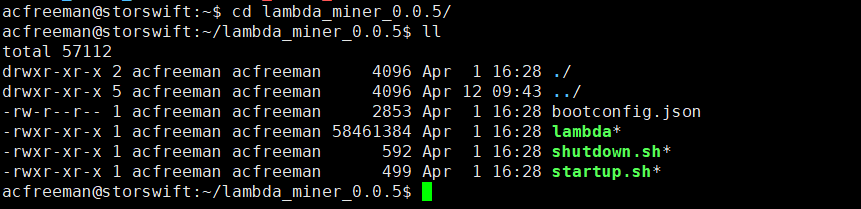 acfreeman@storswift:~$ cd lambda_miner_0.0.5/
acfreeman@storswift:~/lambda_miner_0.0.5$ ll
total 57112
drwxr-xr-x 2 acfreeman acfreeman     4096 Apr  1 16:28 ./
drwxr-xr-x 5 acfreeman acfreeman     4096 Apr 12 09:43 ../
-rw-r--r-- 1 acfreeman acfreeman     2853 Apr  1 16:28 bootconfig.json
-rwxr-xr-x 1 acfreeman acfreeman 58461384 Apr  1 16:28 lambda*
-rwxr-xr-x 1 acfreeman acfreeman      592 Apr  1 16:28 shutdown.sh*
-rwxr-xr-x 1 acfreeman acfreeman      499 Apr  1 16:28 startup.sh*
acfreeman@storswift:~/lambda_miner_0.0.5$